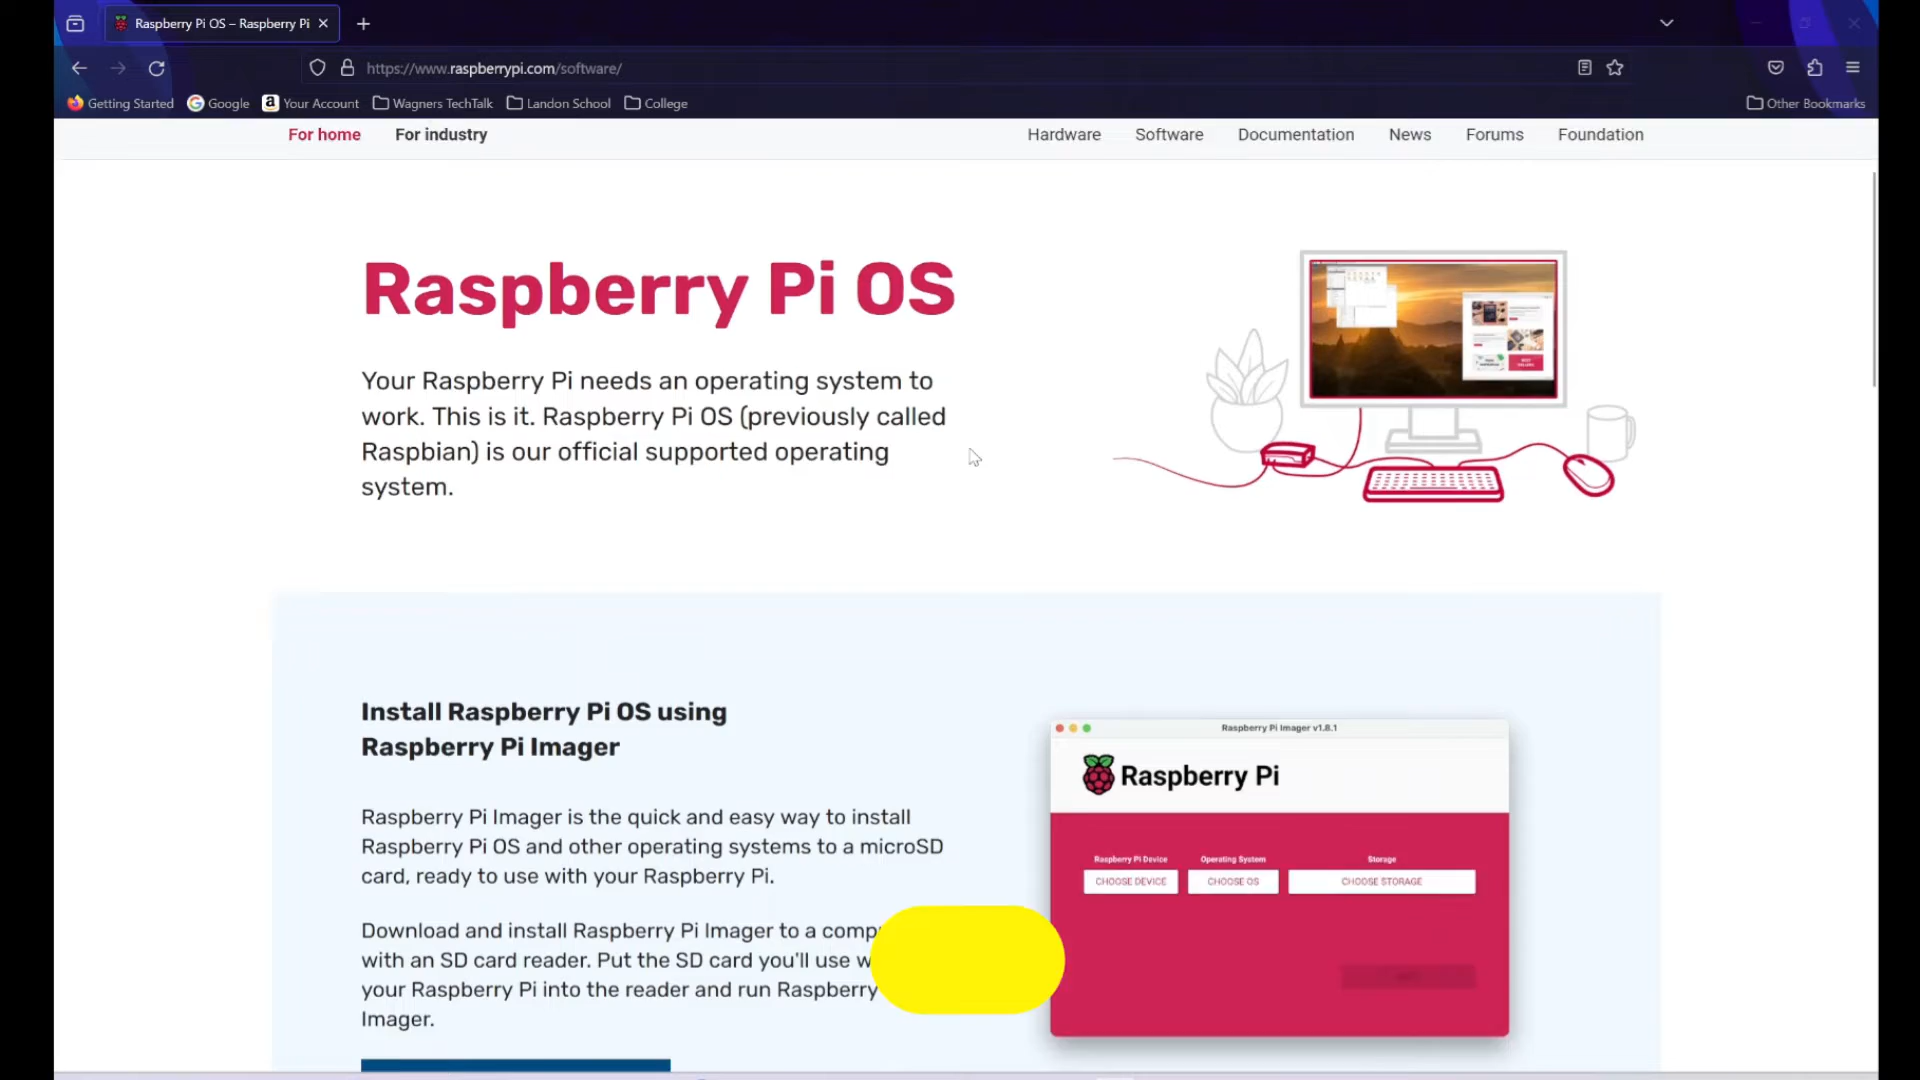 Raspberry Pi OS – Raspberry Pi
https://www.raspberrypi.com/software/
Getting Started
Google
Your Account
Wagners TechTalk
Landon School
College
Other Bookmarks
For home
For industry
Hardware
Software
Documentation
News
Forums
Foundation
Raspberry Pi OS
Your Raspberry Pi needs an operating system to
work. This is it. Raspberry Pi OS (previously called
Raspbian) is our official supported operating
system.
Install Raspberry Pi OS using
Raspberry Pi Imager
Raspberry Pi Imager is the quick and easy way to install
Raspberry Pi OS and other operating systems to a microSD
card, ready to use with your Raspberry Pi.
Download and install Raspberry Pi Imager to a comp
with an SD card reader. Put the SD card you'll use w
your Raspberry Pi into the reader and run Raspberry
Imager.
Raspberry Pi Imager v1.8.1
Raspberry Pi
Raspberry Pi Device
Operating System
Storage
CHOOSE DEVICE
CHOOSE OS
CHOOSE STORAGE